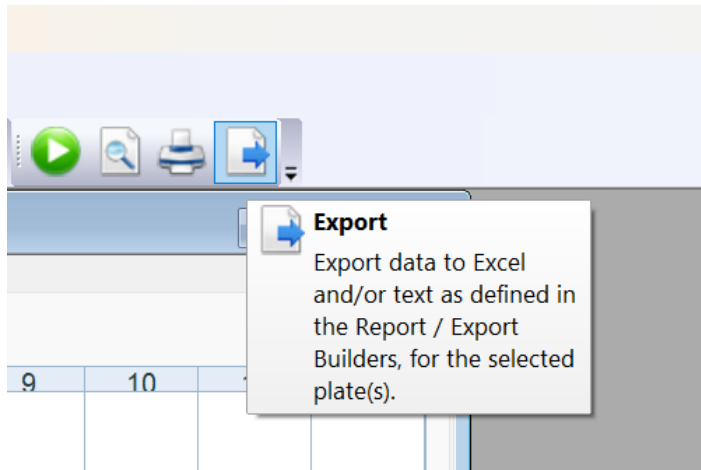 Export
Export data to Excel
and/or text as defined in
the Report / Export
Builders, for the selected
plate(s).
9 10